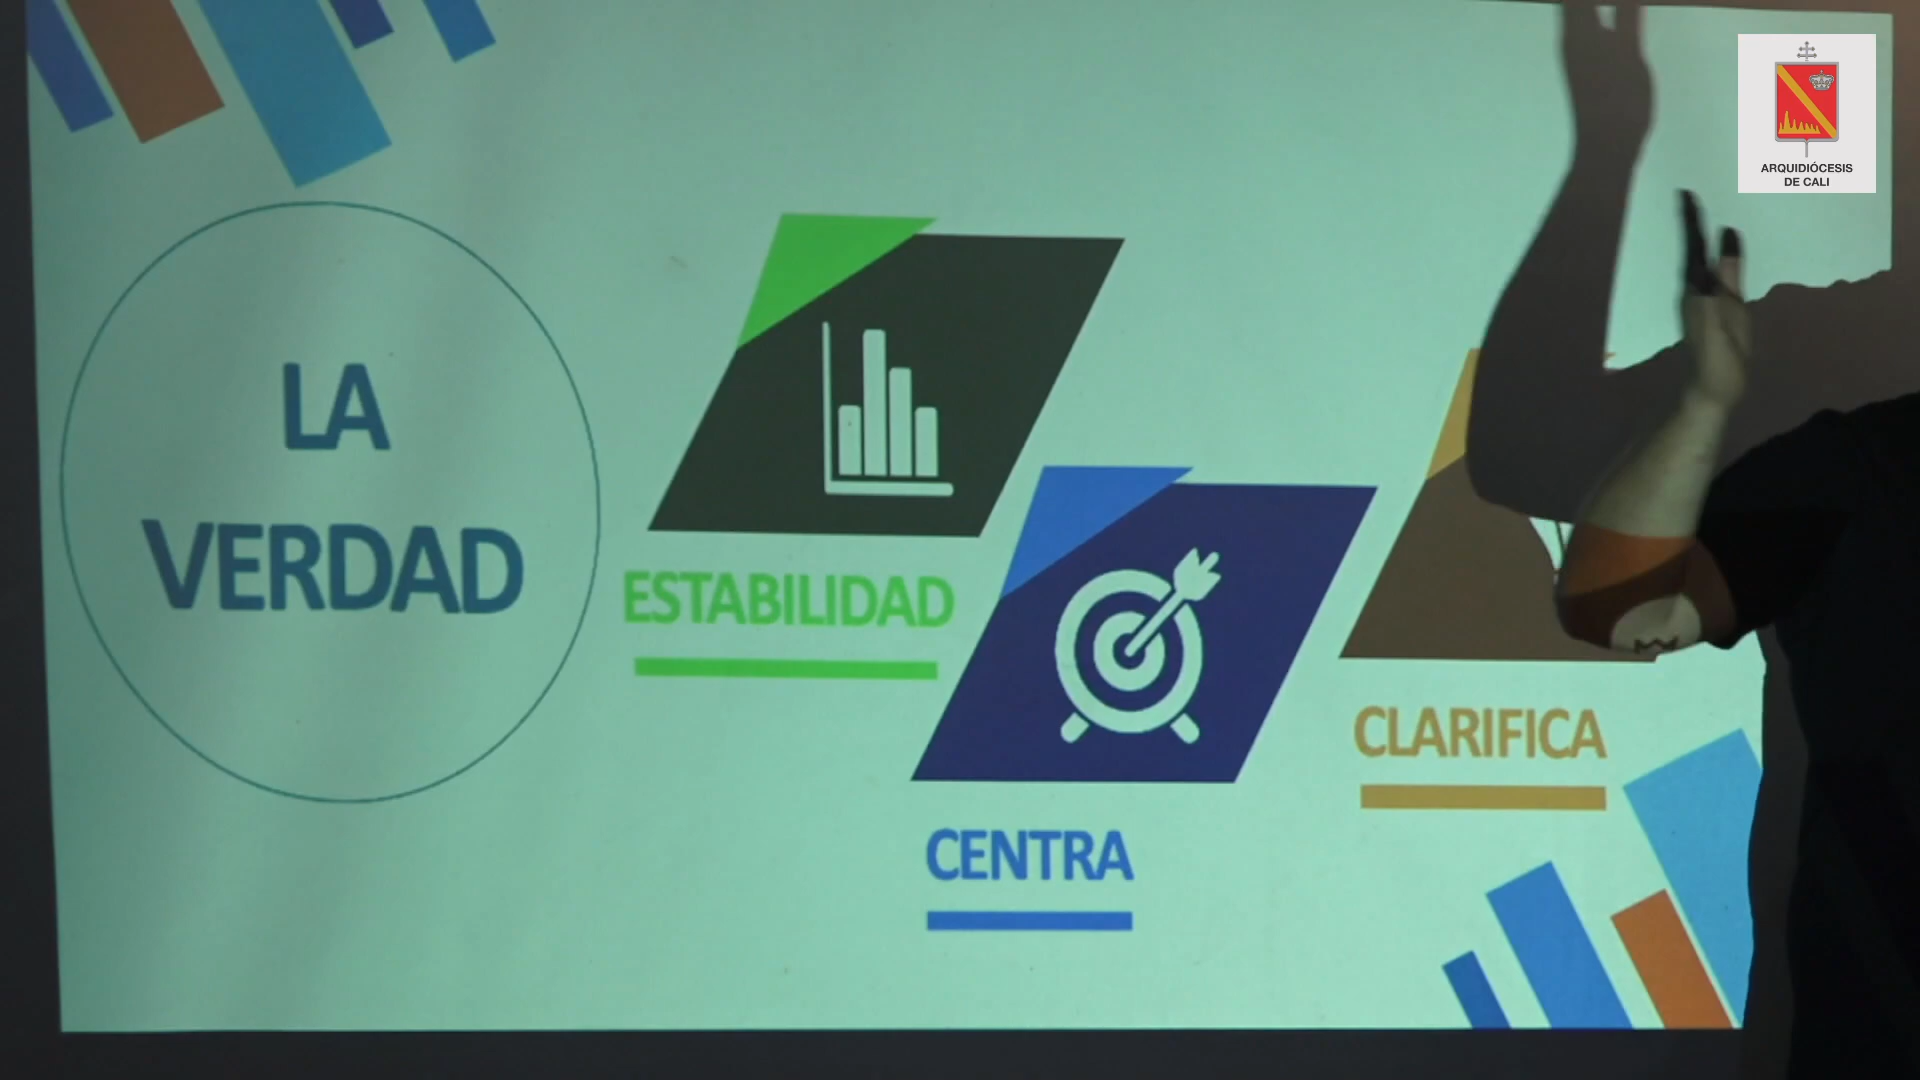 ARQUIDIÓCESIS
DE CALI
LA
VERDAD
ESTABILIDAD
CENTRA
CLARIFICA